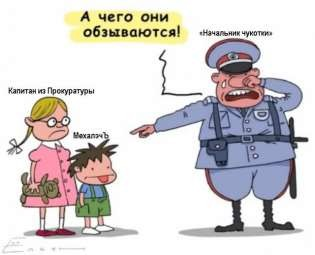 А чего они
обзываются!
«Начальник чукотки»
Капитан из Прокуратуры
МехалэчЪ